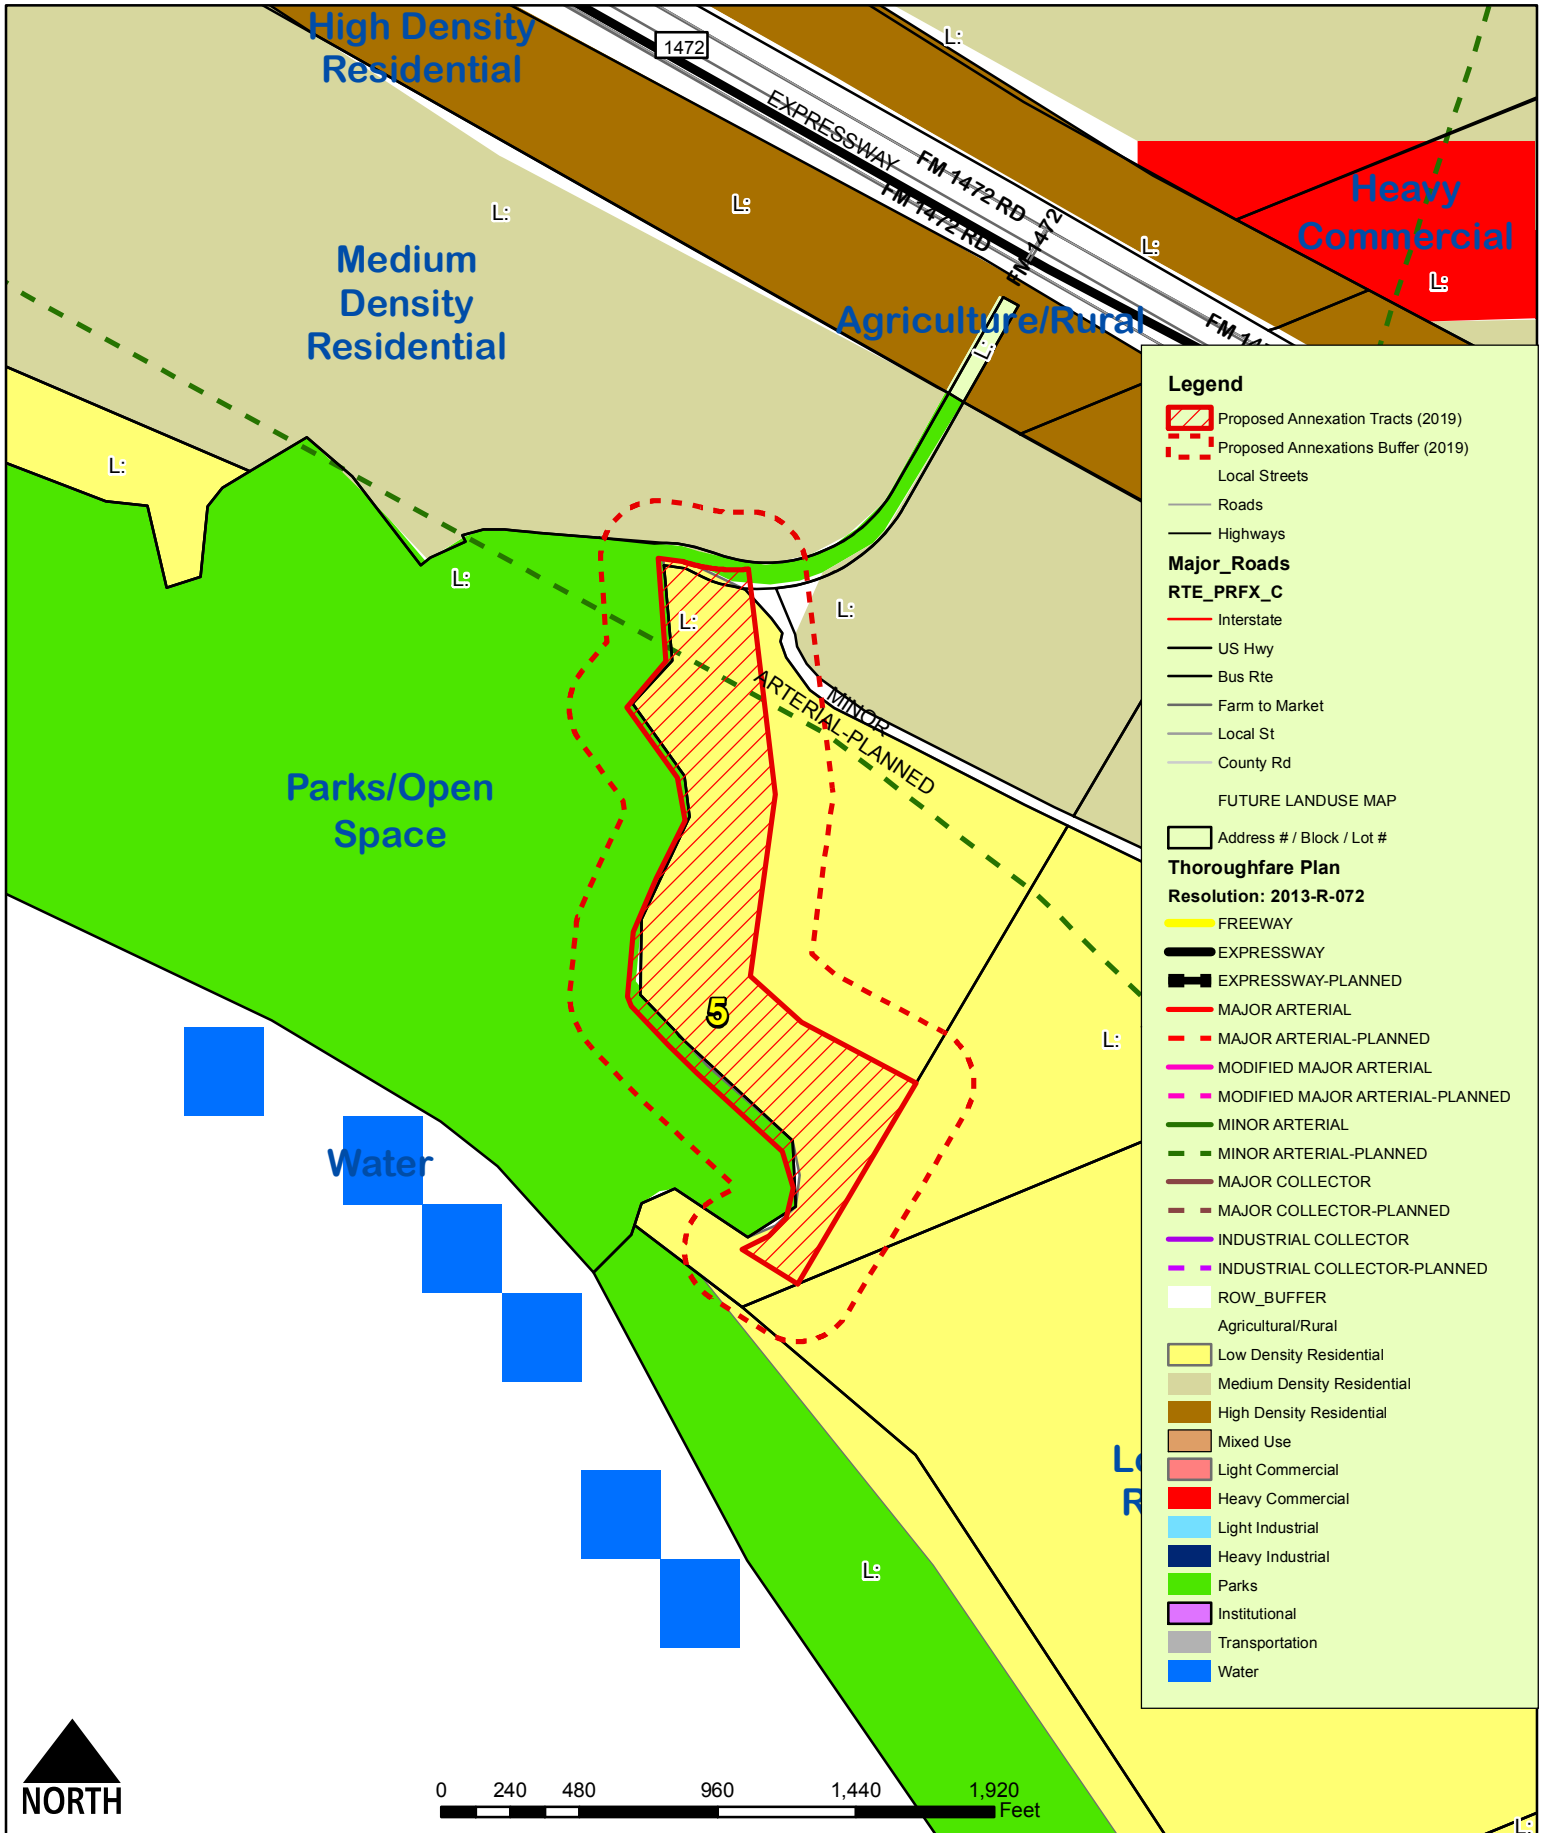 High Density
Residential
1472
EXPRESSWAY
FM 1472 RD
FM 1472 RD
FM 1472
L:
L:
L:
L:
Heavy
Commercial
L:
Medium
Density
Residential
Agriculture/Rural
L:
L:
L:
L:
L:
MINOR
ARTERIAL-PLANNED
Parks/Open
Space
5
L:
Water
L:
L:
NORTH
0 240 480 960 1,440 1,920
Feet
Legend
Proposed Annexation Tracts (2019)
Proposed Annexations Buffer (2019)
Local Streets
Roads
Highways
Major_Roads
RTE_PRFX_C
Interstate
US Hwy
Bus Rte
Farm to Market
Local St
County Rd
FUTURE LANDUSE MAP
Address # / Block / Lot #
Thoroughfare Plan
Resolution: 2013-R-072
FREEWAY
EXPRESSWAY
EXPRESSWAY-PLANNED
MAJOR ARTERIAL
MAJOR ARTERIAL-PLANNED
MODIFIED MAJOR ARTERIAL
MODIFIED MAJOR ARTERIAL-PLANNED
MINOR ARTERIAL
MINOR ARTERIAL-PLANNED
MAJOR COLLECTOR
MAJOR COLLECTOR-PLANNED
INDUSTRIAL COLLECTOR
INDUSTRIAL COLLECTOR-PLANNED
ROW_BUFFER
Agricultural/Rural
Low Density Residential
Medium Density Residential
High Density Residential
Mixed Use
Light Commercial
Heavy Commercial
Light Industrial
Heavy Industrial
Parks
Institutional
Transportation
Water